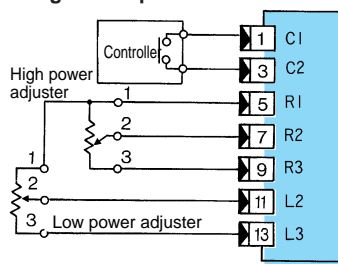 Controller
1 C1
3 C2
High power
adjuster
1
5 R1
2
7 R2
3
9 R3
1
2
11 L2
3
Low power adjuster
13 L3